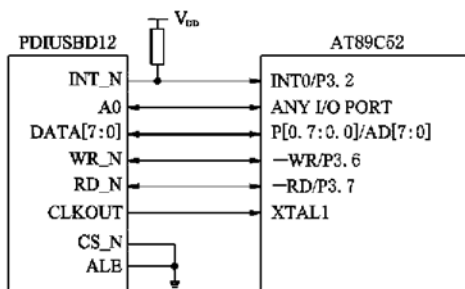 V_DD
PDIUSBD12 AT89C52
INT_N INT0/P3.2
A0 ANY I/O PORT
DATA[7:0] P[0.7:0.0]/AD[7:0]
WR_N —WR/P3.6
RD_N —RD/P3.7
CLKOUT XTAL1
CS_N
ALE